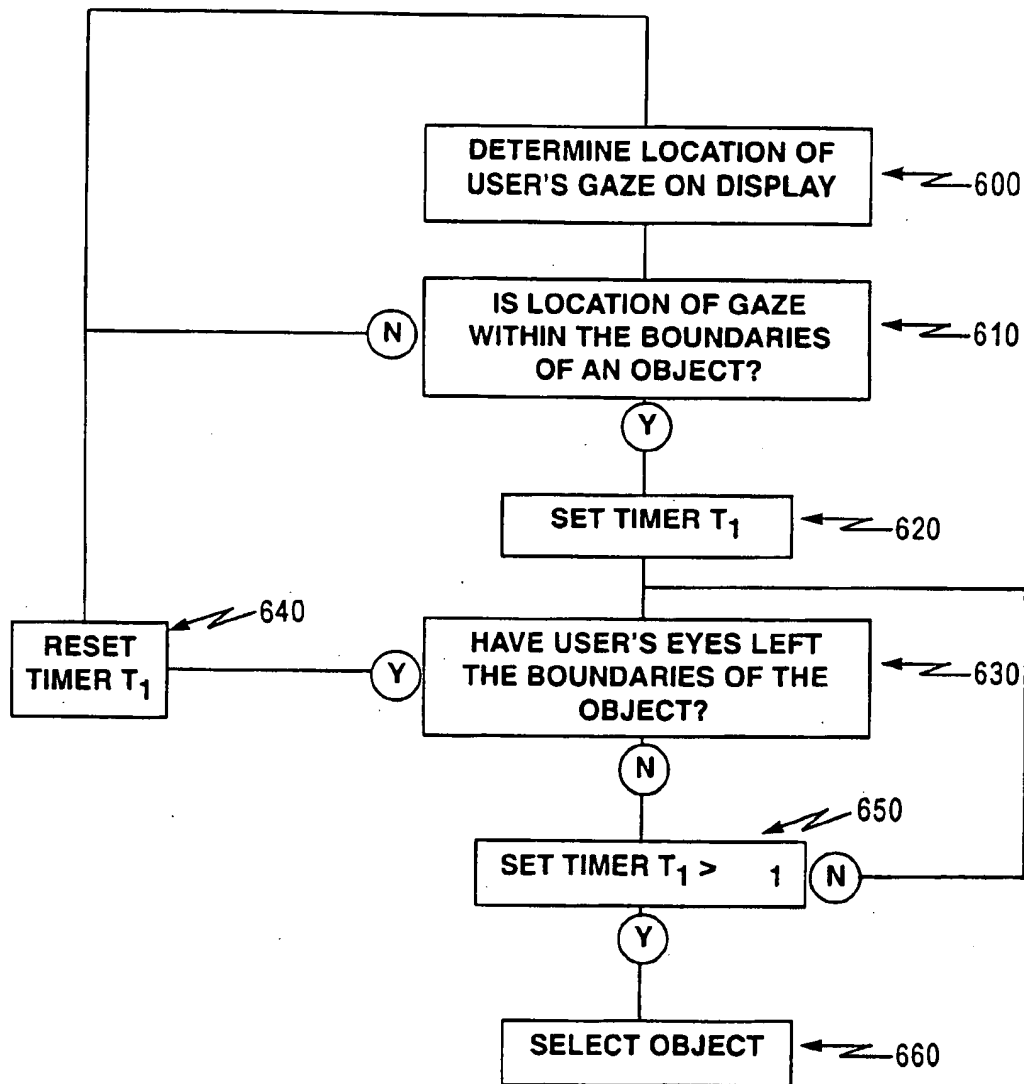 DETERMINE LOCATION OF
USER'S GAZE ON DISPLAY
600
IS LOCATION OF GAZE
WITHIN THE BOUNDARIES
OF AN OBJECT?
610
N
Y
SET TIMER T1
620
640
RESET
TIMER T1
HAVE USER'S EYES LEFT
THE BOUNDARIES OF THE
OBJECT?
630
Y
N
650
SET TIMER T1 > 1
N
Y
SELECT OBJECT
660